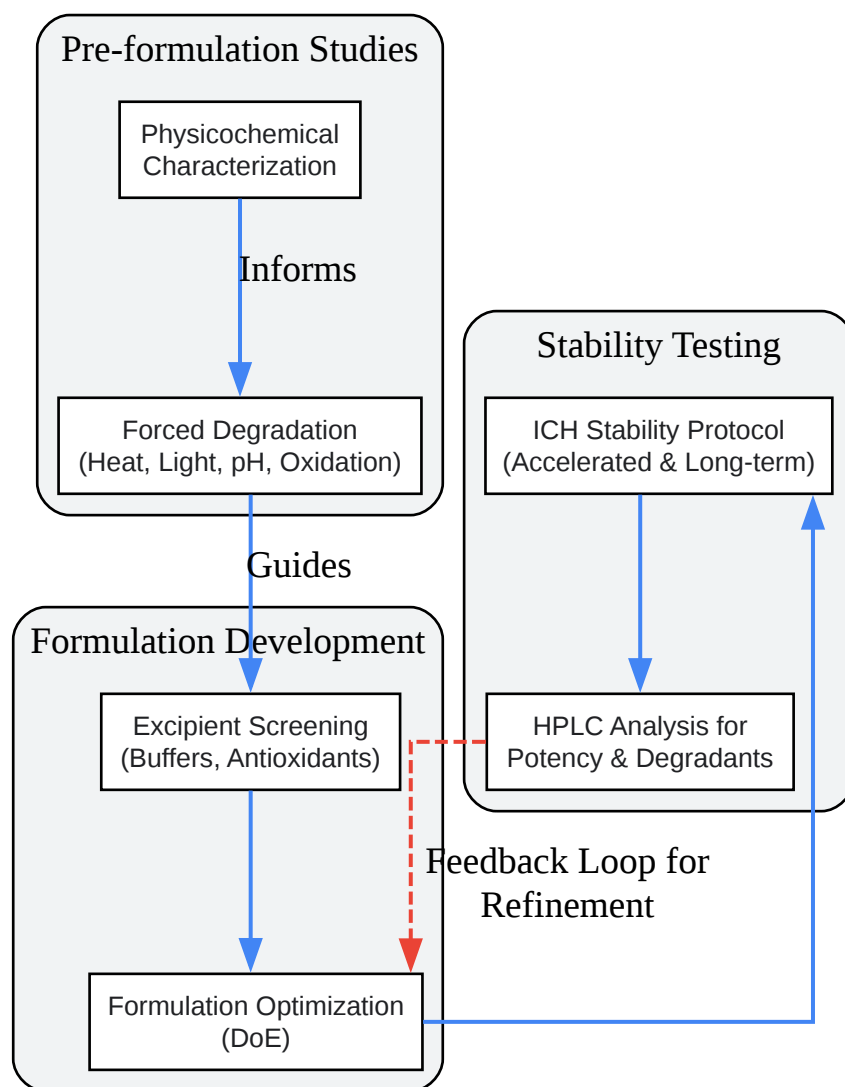 Pre-formulation Studies
Physicochemical
Characterization
Informs
Forced Degradation
(Heat, Light, pH, Oxidation)
Guides
Formulation Development
Excipient Screening
(Buffers, Antioxidants)
Formulation Optimization
(DoE)
Stability Testing
ICH Stability Protocol
(Accelerated & Long-term)
HPLC Analysis for
Potency & Degradants
Feedback Loop for
Refinement